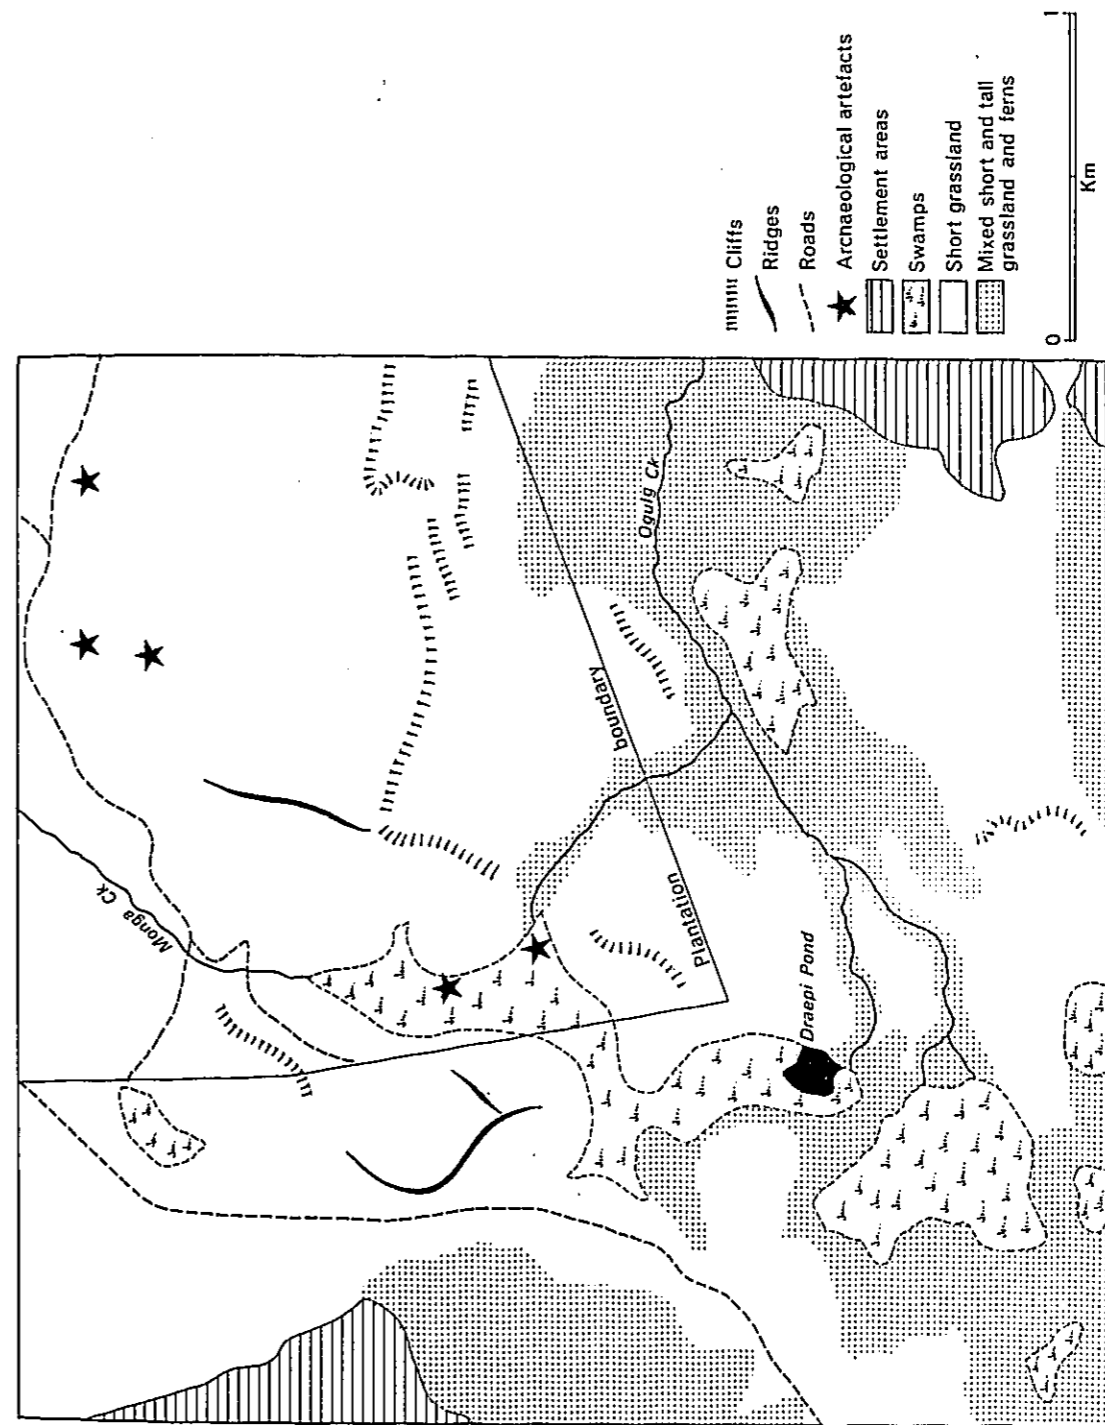 Monga Ck
Ogulg Ck
Plantation boundary
Draepi Pond
Cliffs
Ridges
Roads
Archaeological artefacts
Settlement areas
Swamps
Short grassland
Mixed short and tall
grassland and ferns
0 1
Km